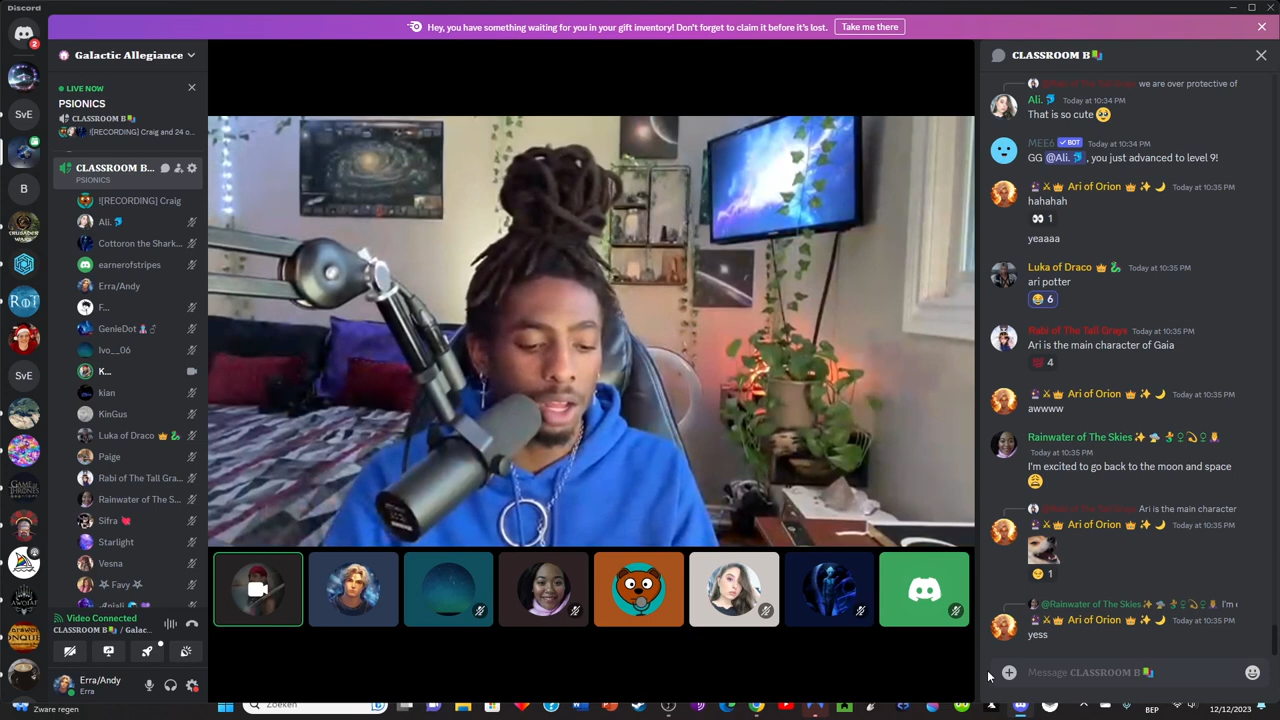 Discord
Hey, you have something waiting for you in your gift inventory! Don't forget to claim it before it's lost.
Take me there
2
SvE
B
SvE
Galactic Allegiance
LIVE NOW
PSIONICS
CLASSROOM B
![RECORDING] Craig and 24 o...
CLASSROOM B...
PSIONICS
![RECORDING] Craig
Ali.
Cottoron the Shark...
earnerofstripes
Erra/Andy
F...
GenieDot
Ivo__06
K...
kian
KinGus
Luka of Draco
Paige
Rabi of The Tall Gra...
Rainwater of The S...
Sifra
Starlight
Vesna
Favy
Video Connected
CLASSROOM B / Galac...
Erra/Andy
Erra
CLASSROOM B
we are over protective of
Ali. Today at 10:34 PM
That is so cute
MEE6 BOT Today at 10:34 PM
GG @Ali. , you just advanced to level 9!
Ari of Orion Today at 10:35 PM
hahahah
1
yeaaaa
Luka of Draco Today at 10:35 PM
ari potter
6
Rabi of The Tall Grays Today at 10:35 PM
Ari is the main character of Gaia
4
Ari of Orion Today at 10:35 PM
awwww
Rainwater of The Skies
Today at 10:35 PM
I'm excited to go back to the moon and space
Ari is the main character
Ari of Orion Today at 10:35 PM
1
@Rainwater of The Skies I'm e
Ari of Orion Today at 10:35 PM
yess
Message CLASSROOM B
Zware regen
Zoeken
BEP
12/12/2023